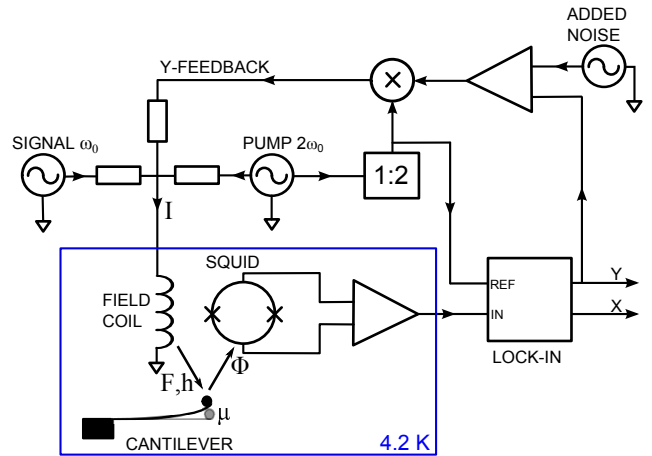 ADDED
NOISE
Y-FEEDBACK
×
SIGNAL ω₀
PUMP 2ω₀
1:2
I
SQUID
FIELD
COIL
REF
IN
Y
X
LOCK-IN
F,h
Φ
μ
CANTILEVER
4.2 K